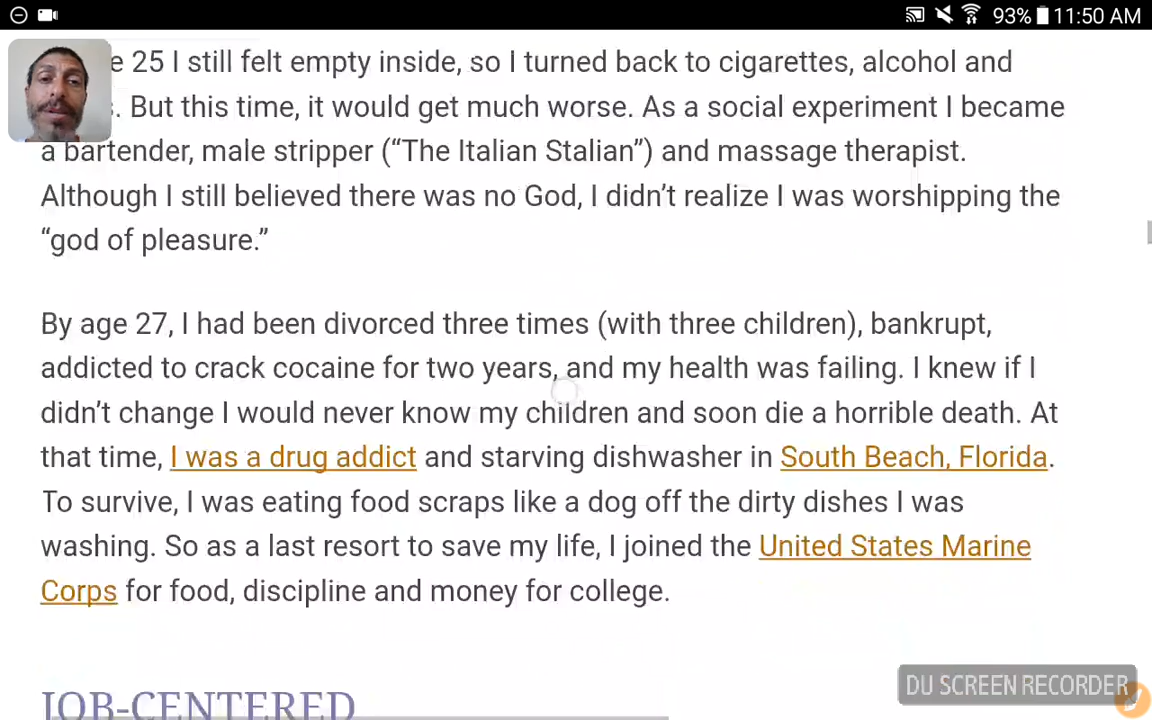 93% 11:50 AM
25 I still felt empty inside, so I turned back to cigarettes, alcohol and
But this time, it would get much worse. As a social experiment I became
a bartender, male stripper (“The Italian Stalian”) and massage therapist.
Although I still believed there was no God, I didn’t realize I was worshipping the
“god of pleasure.”
By age 27, I had been divorced three times (with three children), bankrupt,
addicted to crack cocaine for two years, and my health was failing. I knew if I
didn’t change I would never know my children and soon die a horrible death. At
that time, I was a drug addict and starving dishwasher in South Beach, Florida.
To survive, I was eating food scraps like a dog off the dirty dishes I was
washing. So as a last resort to save my life, I joined the United States Marine
Corps for food, discipline and money for college.
JOB-CENTERED
DU SCREEN RECORDER